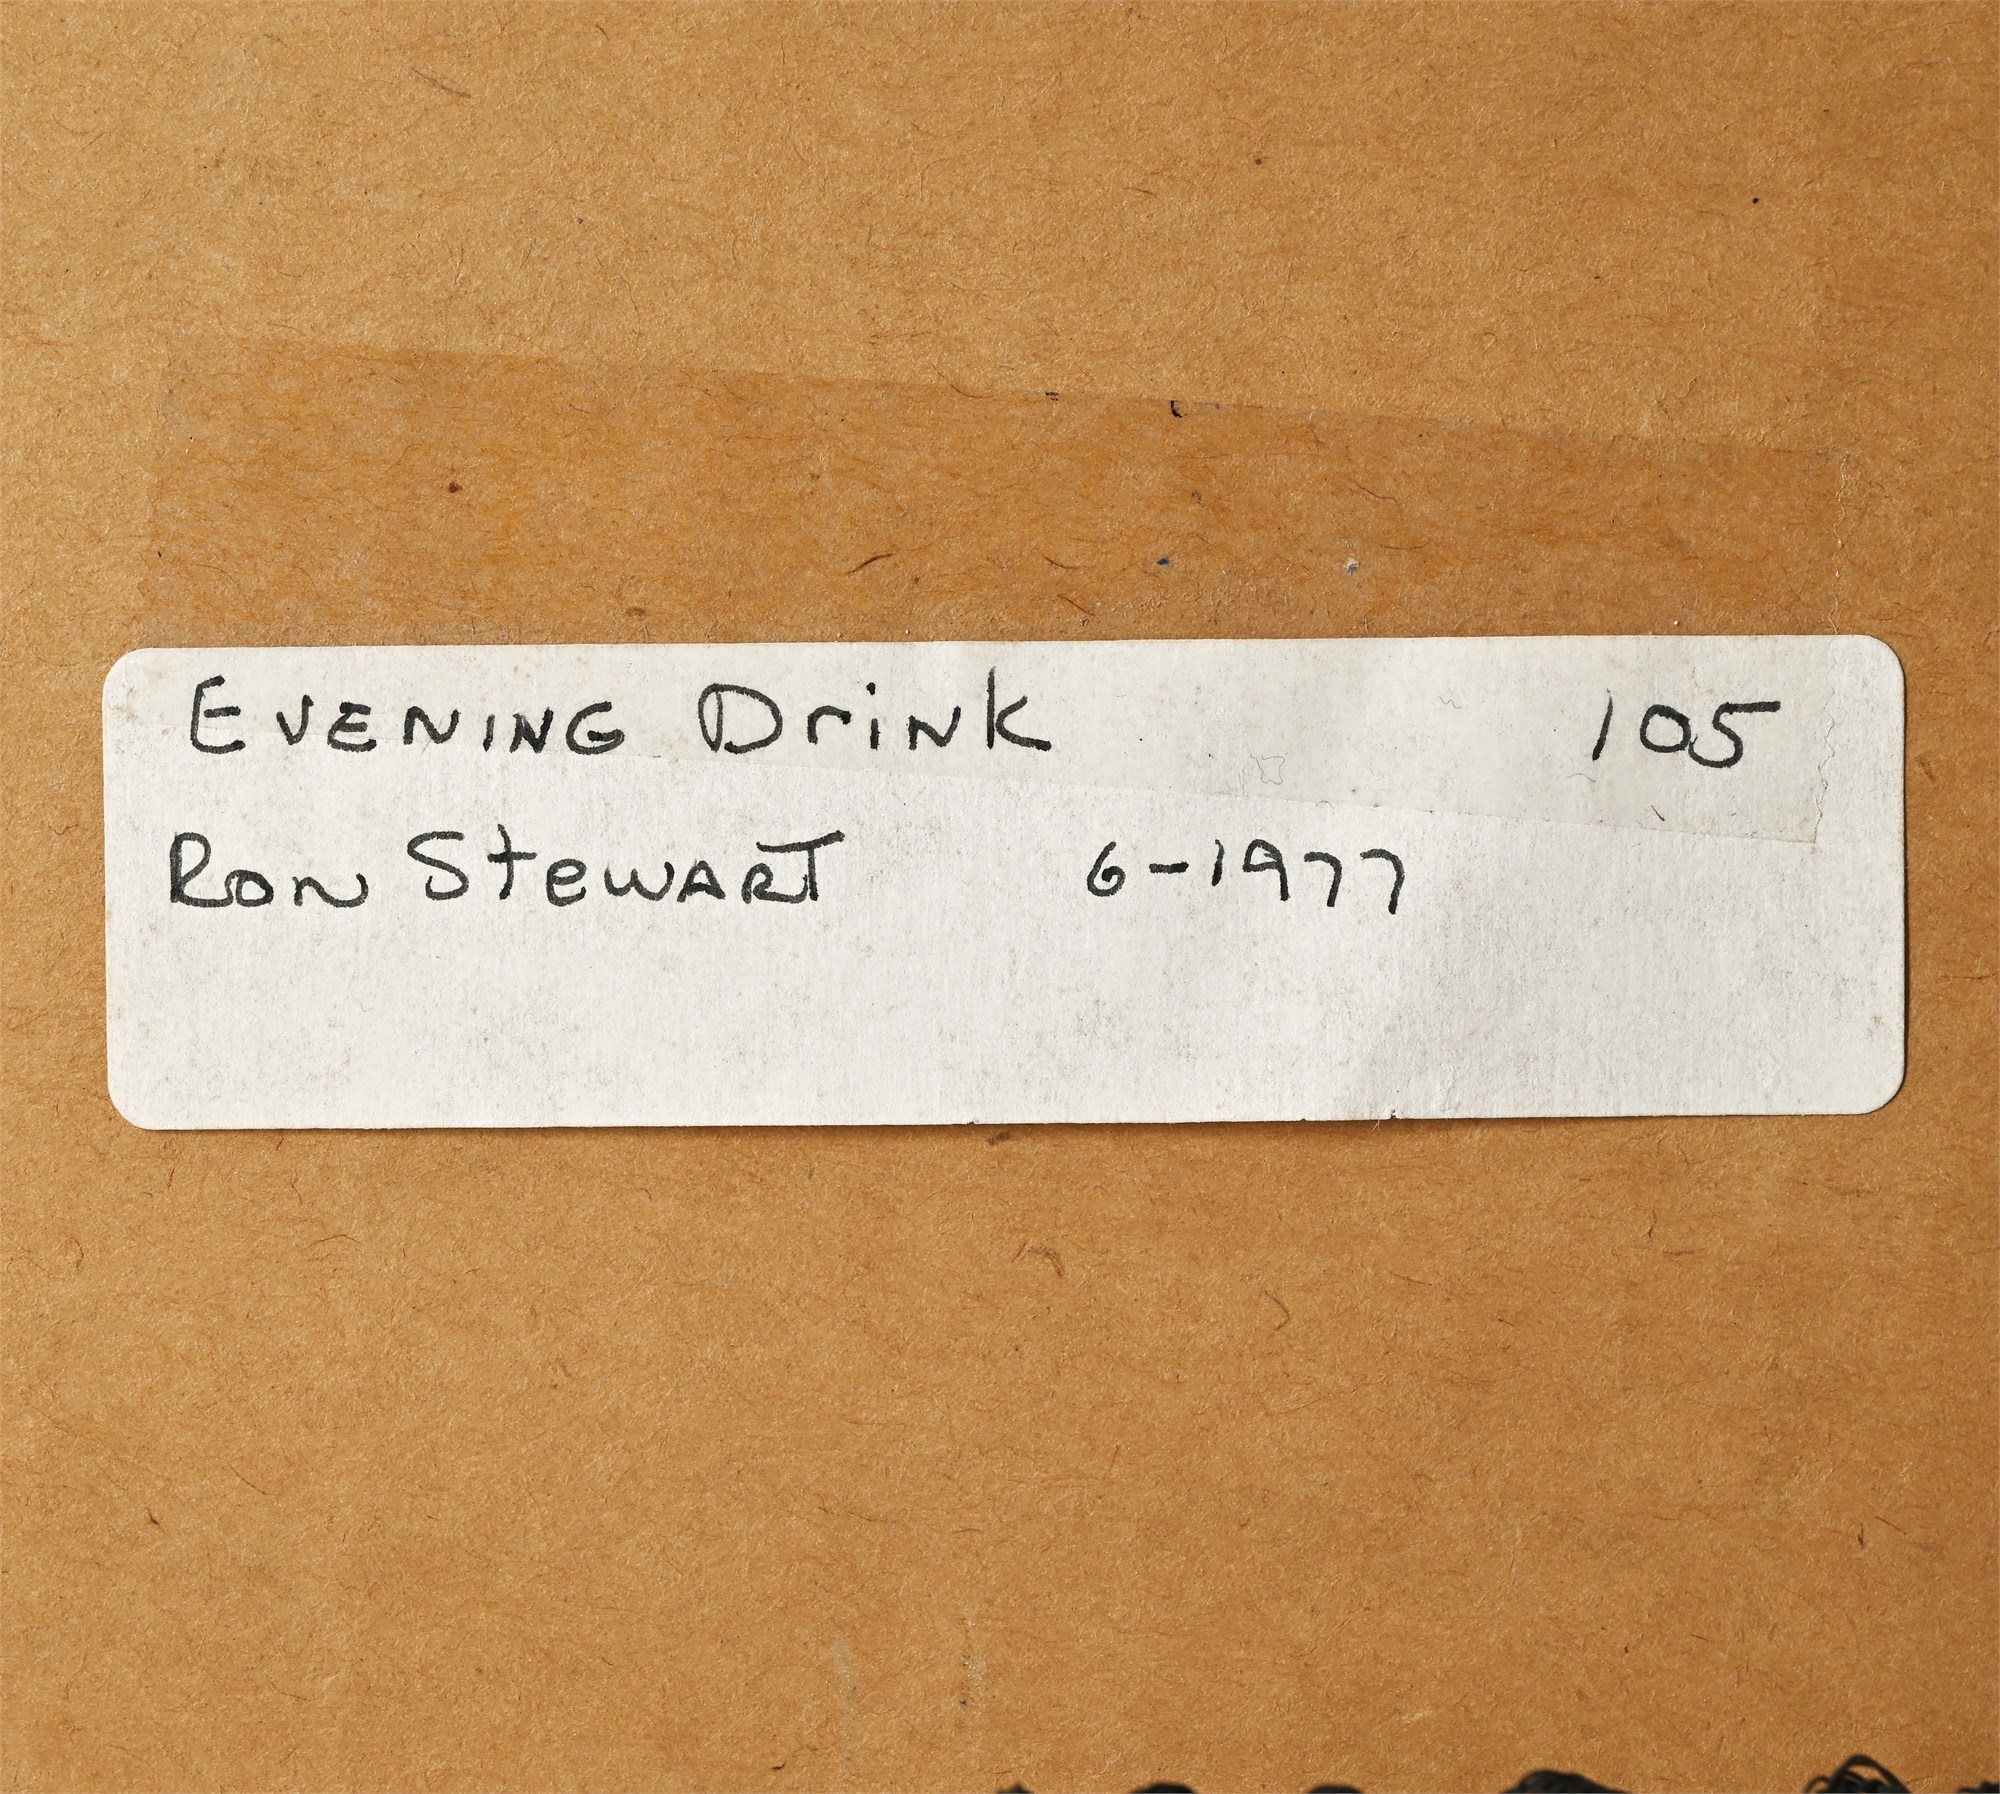 EVENING Drink 105
RON StewART 6-1977